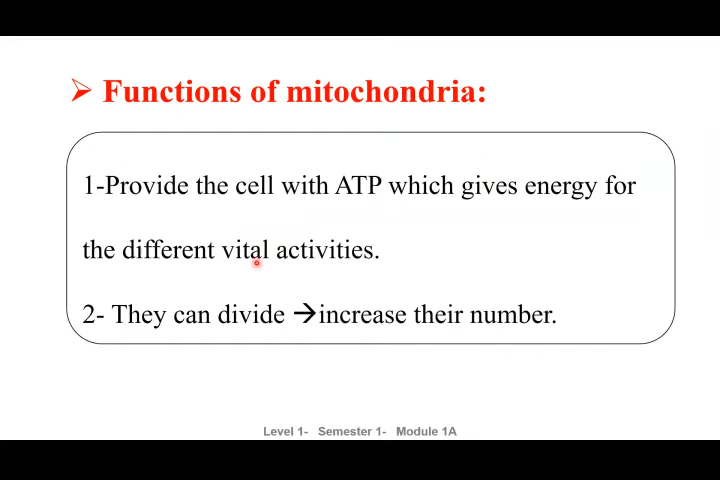 ➢ Functions of mitochondria:
1-Provide the cell with ATP which gives energy for
the different vital activities.
2- They can divide →increase their number.
Level 1- Semester 1- Module 1A